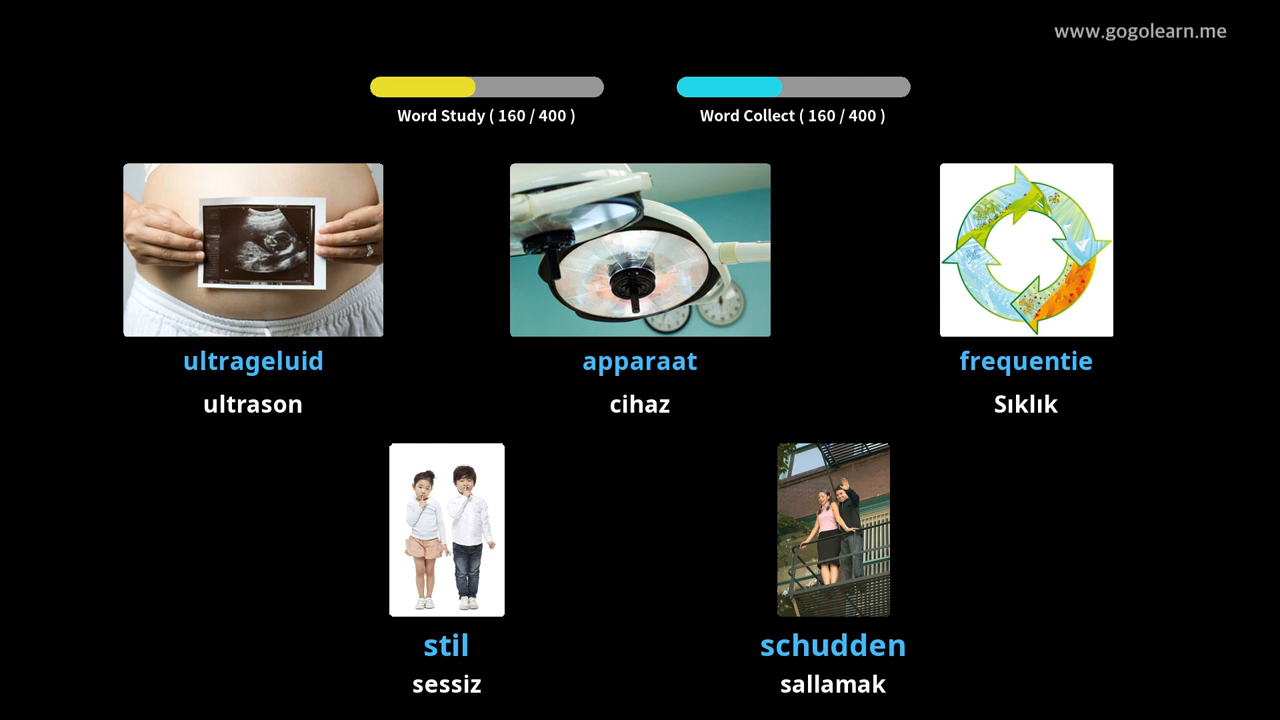 www.gogolearn.me
Word Study ( 160 / 400 )
Word Collect ( 160 / 400 )
ultrageluid
apparaat
frequentie
ultrason
cihaz
Sıklık
stil
schudden
sessiz
sallamak